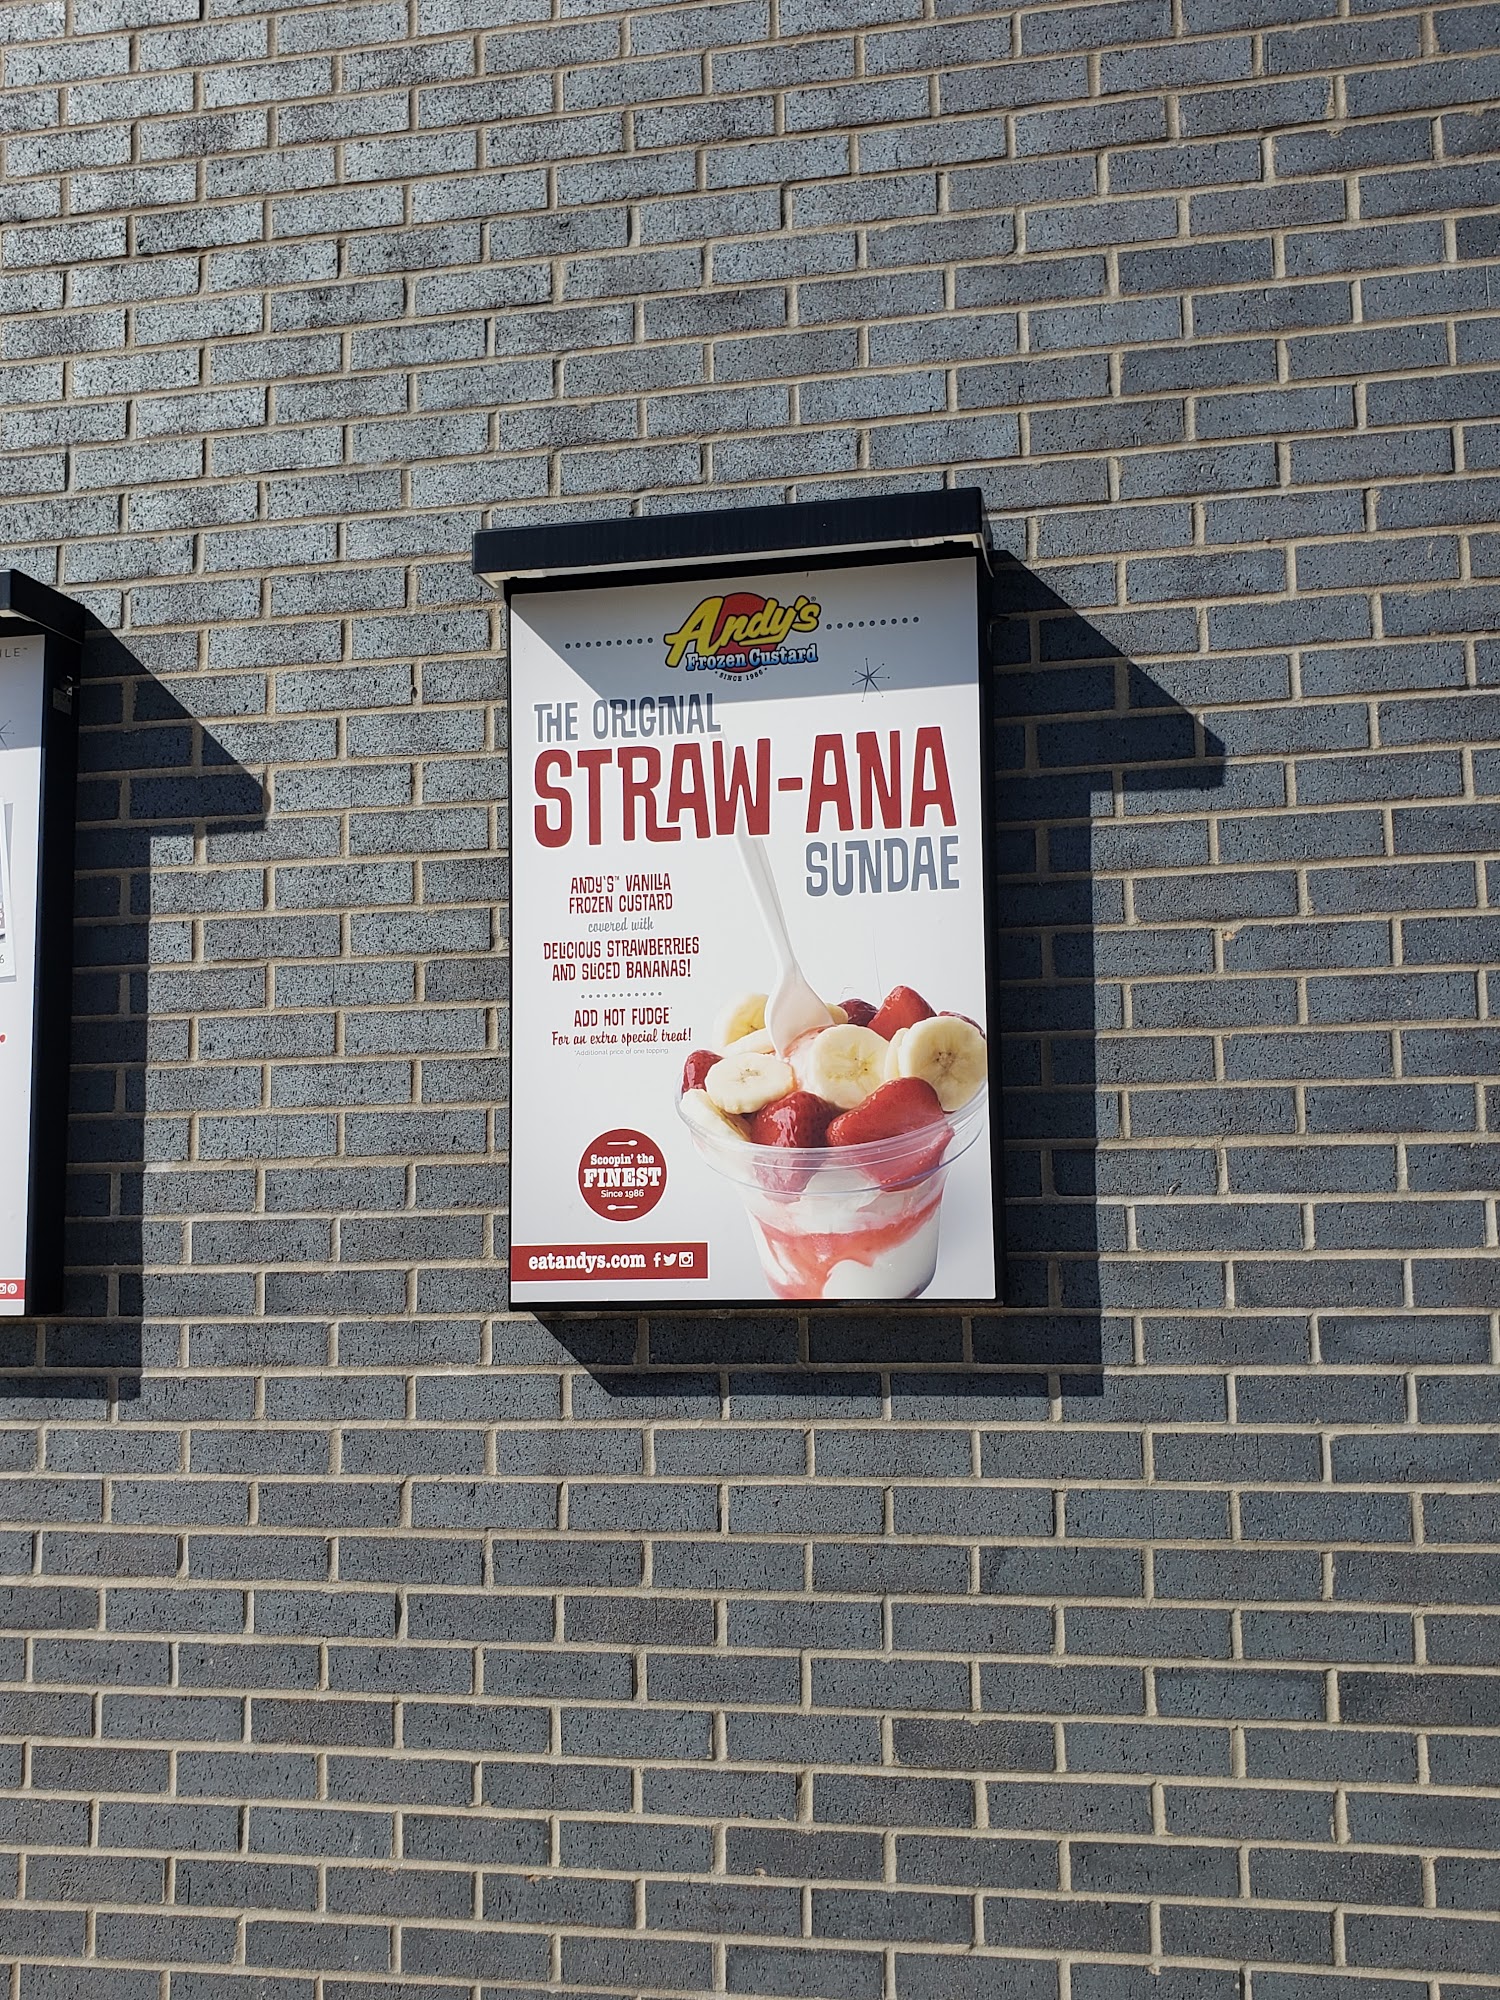 Andy's®
Frozen Custard
SINCE 1986
THE ORIGINAL
STRAW-ANA
SUNDAE
ANDY'S™ VANILLA
FROZEN CUSTARD
covered with
DELICIOUS STRAWBERRIES
AND SLICED BANANAS!
ADD HOT FUDGE*
For an extra special treat!
*Additional price of one topping.
Scoopin' the
FINEST
Since 1986
eatandys.com